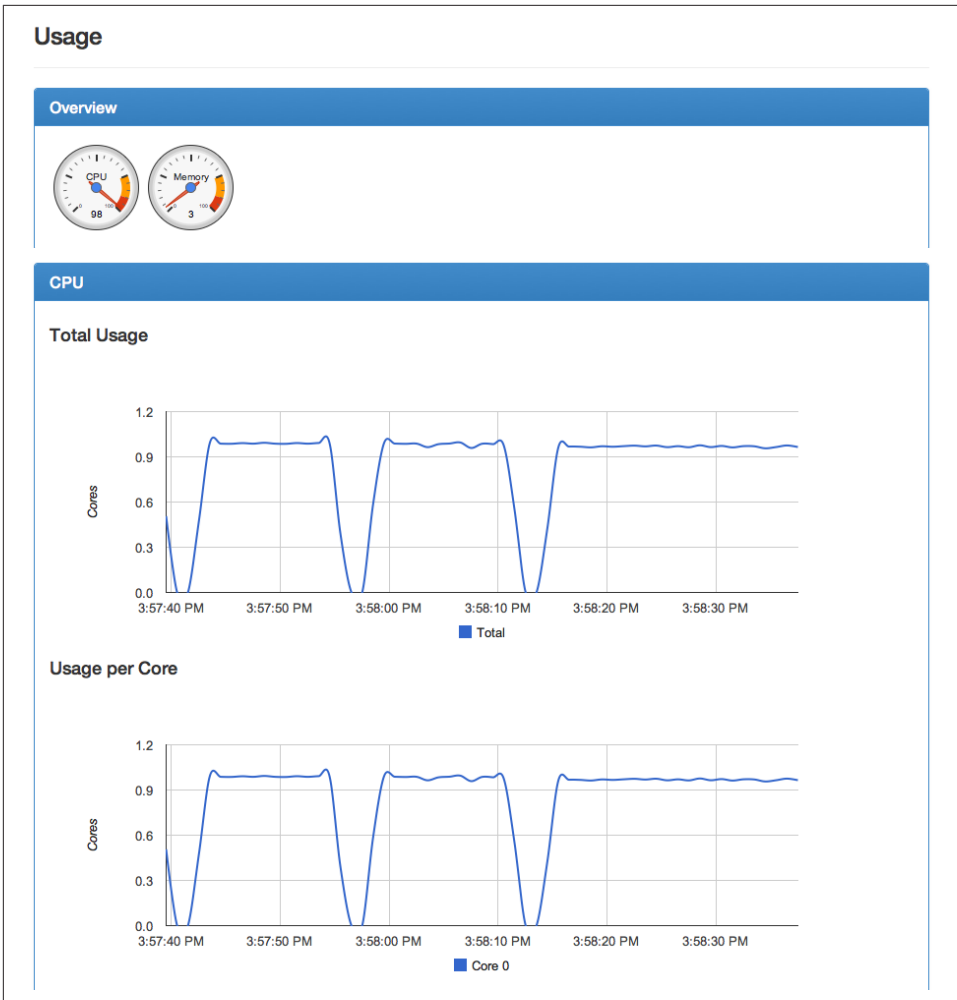 Usage
Overview
CPU Memory
0 100 0 100
98 3
CPU
Total Usage
1.2
0.9
Cores
0.6
0.3
0.0
3:57:40 PM 3:57:50 PM 3:58:00 PM 3:58:10 PM 3:58:20 PM 3:58:30 PM
Total
Usage per Core
1.2
0.9
Cores
0.6
0.3
0.0
3:57:40 PM 3:57:50 PM 3:58:00 PM 3:58:10 PM 3:58:20 PM 3:58:30 PM
Core 0